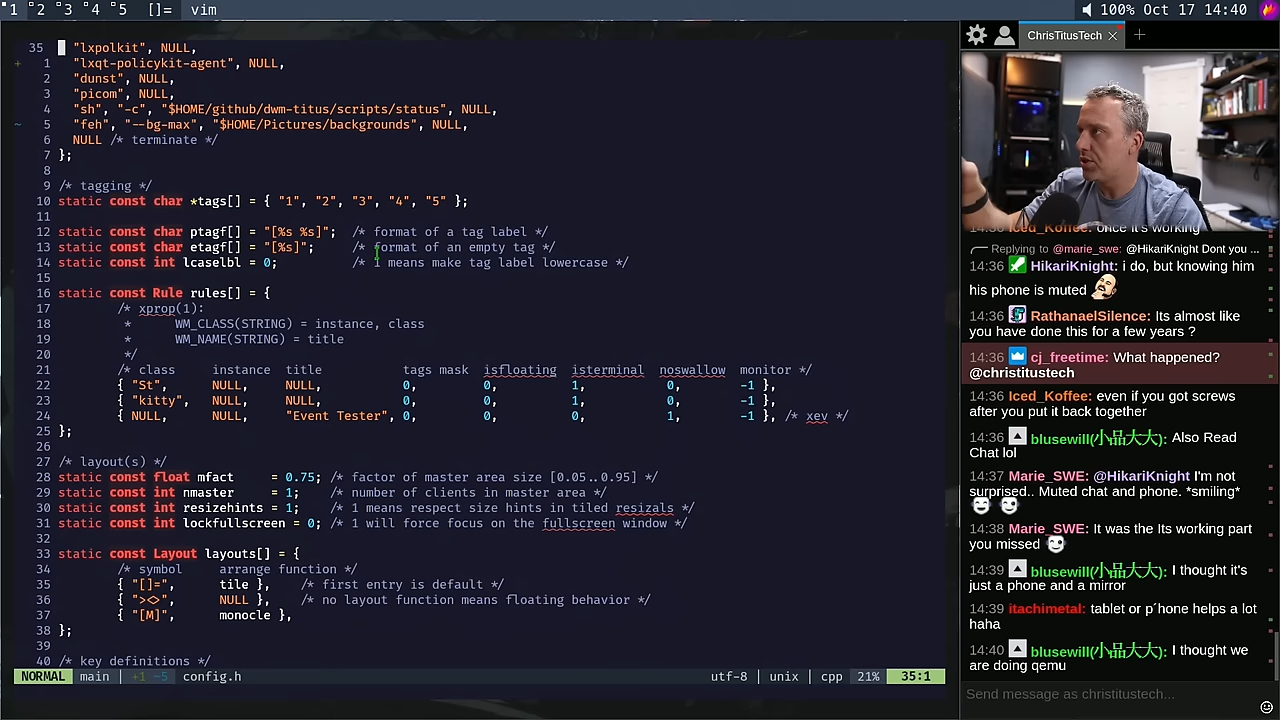 1 2 3 4 5 []= vim 100% Oct 17 14:40
35 "lxpolkit", NULL,
+ 1 "lxqt-policykit-agent", NULL,
2 "dunst", NULL,
3 "picom", NULL,
4 "sh", "-c", "$HOME/github/dwm-titus/scripts/status", NULL,
~ 5 "feh", "--bg-max", "$HOME/Pictures/backgrounds", NULL,
6 NULL /* terminate */
7 };
8
9 /* tagging */
10 static const char *tags[] = { "1", "2", "3", "4", "5" };
11
12 static const char ptagf[] = "[%s %s]"; /* format of a tag label */
13 static const char etagf[] = "[%s]"; /* format of an empty tag */
14 static const int lcaselbl = 0; /* 1 means make tag label lowercase */
15
16 static const Rule rules[] = {
17 /* xprop(1):
18 * WM_CLASS(STRING) = instance, class
19 * WM_NAME(STRING) = title
20 */
21 /* class instance title tags mask isfloating isterminal noswallow monitor */
22 { "St", NULL, NULL, 0, 0, 1, 0, -1 },
23 { "kitty", NULL, NULL, 0, 0, 1, 0, -1 },
24 { NULL, NULL, "Event Tester", 0, 0, 0, 1, -1 }, /* xev */
25 };
26
27 /* layout(s) */
28 static const float mfact = 0.75; /* factor of master area size [0.05..0.95] */
29 static const int nmaster = 1; /* number of clients in master area */
30 static const int resizehints = 1; /* 1 means respect size hints in tiled resizals */
31 static const int lockfullscreen = 0; /* 1 will force focus on the fullscreen window */
32
33 static const Layout layouts[] = {
34 /* symbol arrange function */
35 { "[]=", tile }, /* first entry is default */
36 { "><>", NULL }, /* no layout function means floating behavior */
37 { "[M]", monocle },
38 };
39
40 /* key definitions */
NORMAL main | +1 ~5 | config.h utf-8 | unix | cpp 21% 35:1
ChrisTitusTech
Iced_Koffee: once it's working
Replying to @marie_swe: @HikariKnight Dont you ...
14:36 HikariKnight: i do, but knowing him
his phone is muted
14:36 RathanaelSilence: Its almost like
you have done this for a few years ?
14:36 cj_freetime: What happened?
@christitustech
14:36 Iced_Koffee: even if you got screws
after you put it back together
14:36 blusewill(小品大大): Also Read
Chat lol
14:37 Marie_SWE: @HikariKnight I'm not
surprised.. Muted chat and phone. *smiling*
14:38 Marie_SWE: It was the Its working part
you missed
14:39 blusewill(小品大大): I thought it's
just a phone and a mirror
14:39 itachimetal: tablet or p´hone helps a lot
haha
14:40 blusewill(小品大大): I thought we
are doing qemu
Send message as christitustech...